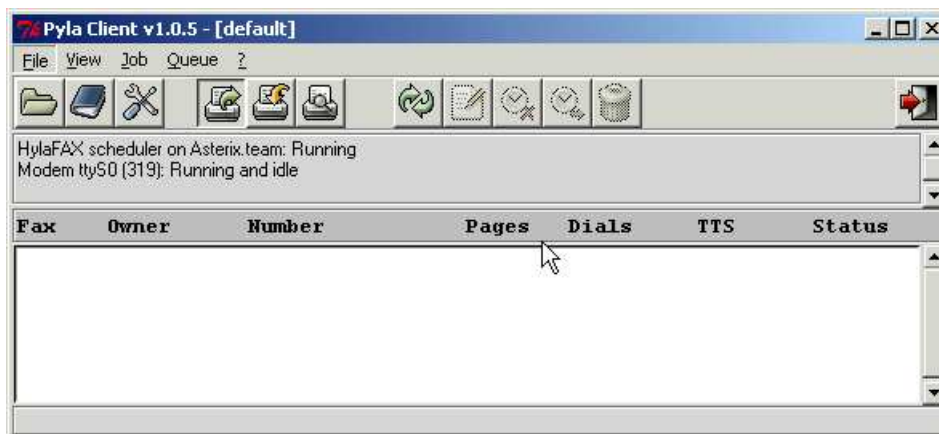 Pyla Client v1.0.5 - [default]
File View Job Queue ?
HylaFAX scheduler on Asterix.team: Running
Modem ttyS0 (319): Running and idle
Fax Owner Number Pages Dials TTS Status